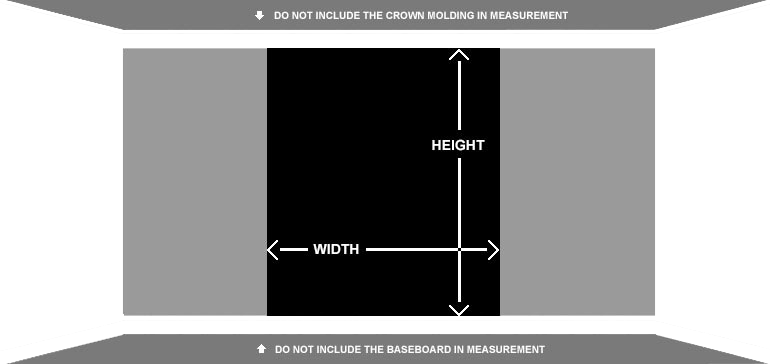 DO NOT INCLUDE THE CROWN MOLDING IN MEASUREMENT
HEIGHT
WIDTH
DO NOT INCLUDE THE BASEBOARD IN MEASUREMENT